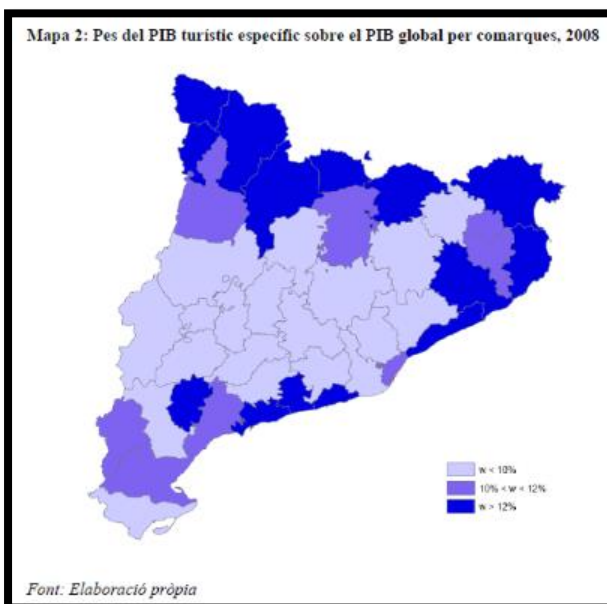 Mapa 2: Pes del PIB turístic específic sobre el PIB global per comarques, 2008
w < 10%
10% < w < 12%
w > 12%
Font: Elaboració pròpia